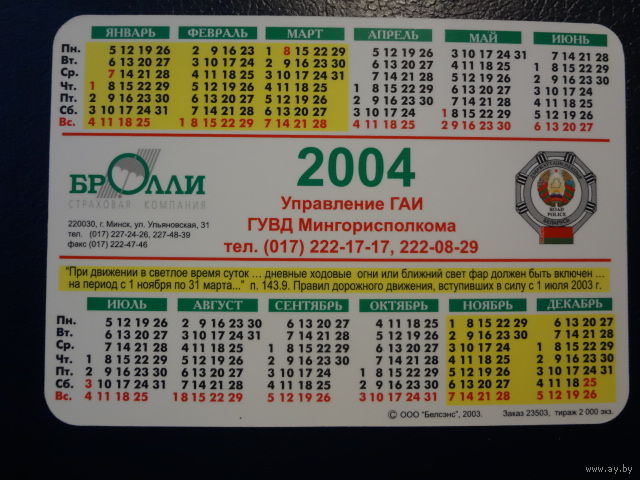 ЯНВАРЬ ФЕВРАЛЬ МАРТ АПРЕЛЬ МАЙ ИЮНЬ
Пн. 5 12 19 26 2 9 16 23 1 8 15 22 29 5 12 19 26 3 10 17 24 31 7 14 21 28
Вт. 6 13 20 27 3 10 17 24 2 9 16 23 30 6 13 20 27 4 11 18 25 1 8 15 22 29
Ср. 7 14 21 28 4 11 18 25 3 10 17 24 31 7 14 21 28 5 12 19 26 2 9 16 23 30
Чт. 1 8 15 22 29 5 12 19 26 4 11 18 25 1 8 15 22 29 6 13 20 27 3 10 17 24
Пт. 2 9 16 23 30 6 13 20 27 5 12 19 26 2 9 16 23 30 7 14 21 28 4 11 18 25
Сб. 3 10 17 24 31 7 14 21 28 6 13 20 27 3 10 17 24 1 8 15 22 29 5 12 19 26
Вс. 4 11 18 25 1 8 15 22 29 7 14 21 28 4 11 18 25 2 9 16 23 30 6 13 20 27
БРОЛЛИ
СТРАХОВАЯ КОМПАНИЯ
220030, г. Минск, ул. Ульяновская, 31
тел. (017) 227-24-26, 227-48-39
факс (017) 222-47-46
2004
Управление ГАИ
ГУВД Мингорисполкома
тел. (017) 222-17-17, 222-08-29
ROAD
POLICE
БЕЛАРУСЬ
"При движении в светлое время суток ... дневные ходовые огни или ближний свет фар должен быть включен ...
на период с 1 ноября по 31 марта..." п. 143.9. Правил дорожного движения, вступивших в силу с 1 июля 2003 г.
ИЮЛЬ АВГУСТ СЕНТЯБРЬ ОКТЯБРЬ НОЯБРЬ ДЕКАБРЬ
Пн. 5 12 19 26 2 9 16 23 30 6 13 20 27 4 11 18 25 1 8 15 22 29 6 13 20 27
Вт. 6 13 20 27 3 10 17 24 31 7 14 21 28 5 12 19 26 2 9 16 23 30 7 14 21 28
Ср. 7 14 21 28 4 11 18 25 1 8 15 22 29 6 13 20 27 3 10 17 24 1 8 15 22 29
Чт. 1 8 15 22 29 5 12 19 26 2 9 16 23 30 7 14 21 28 4 11 18 25 2 9 16 23 30
Пт. 2 9 16 23 30 6 13 20 27 3 10 17 24 1 8 15 22 29 5 12 19 26 3 10 17 24 31
Сб. 3 10 17 24 31 7 14 21 28 4 11 18 25 2 9 16 23 30 6 13 20 27 4 11 18 25
Вс. 4 11 18 25 1 8 15 22 29 5 12 19 26 3 10 17 24 31 7 14 21 28 5 12 19 26
© ООО "Белсэнс", 2003. Заказ 23503, тираж 2 000 экз.
www.ay.by